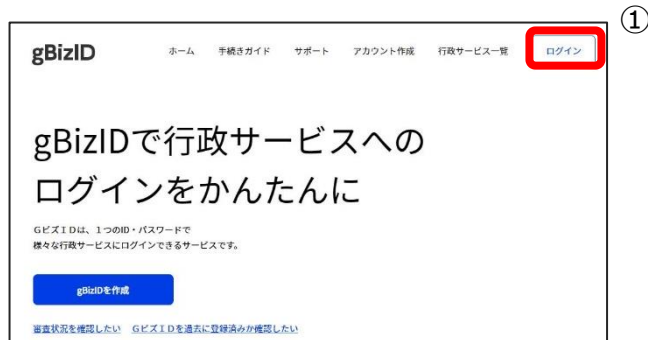 ①
gBizID ホーム 手続きガイド サポート アカウント作成 行政サービス一覧 ログイン
gBizIDで行政サービスへの
ログインをかんたんに
GビズIDは、1つのID・パスワードで
様々な行政サービスにログインできるサービスです。
gBizIDを作成
審査状況を確認したい GビズIDを過去に登録済みか確認したい